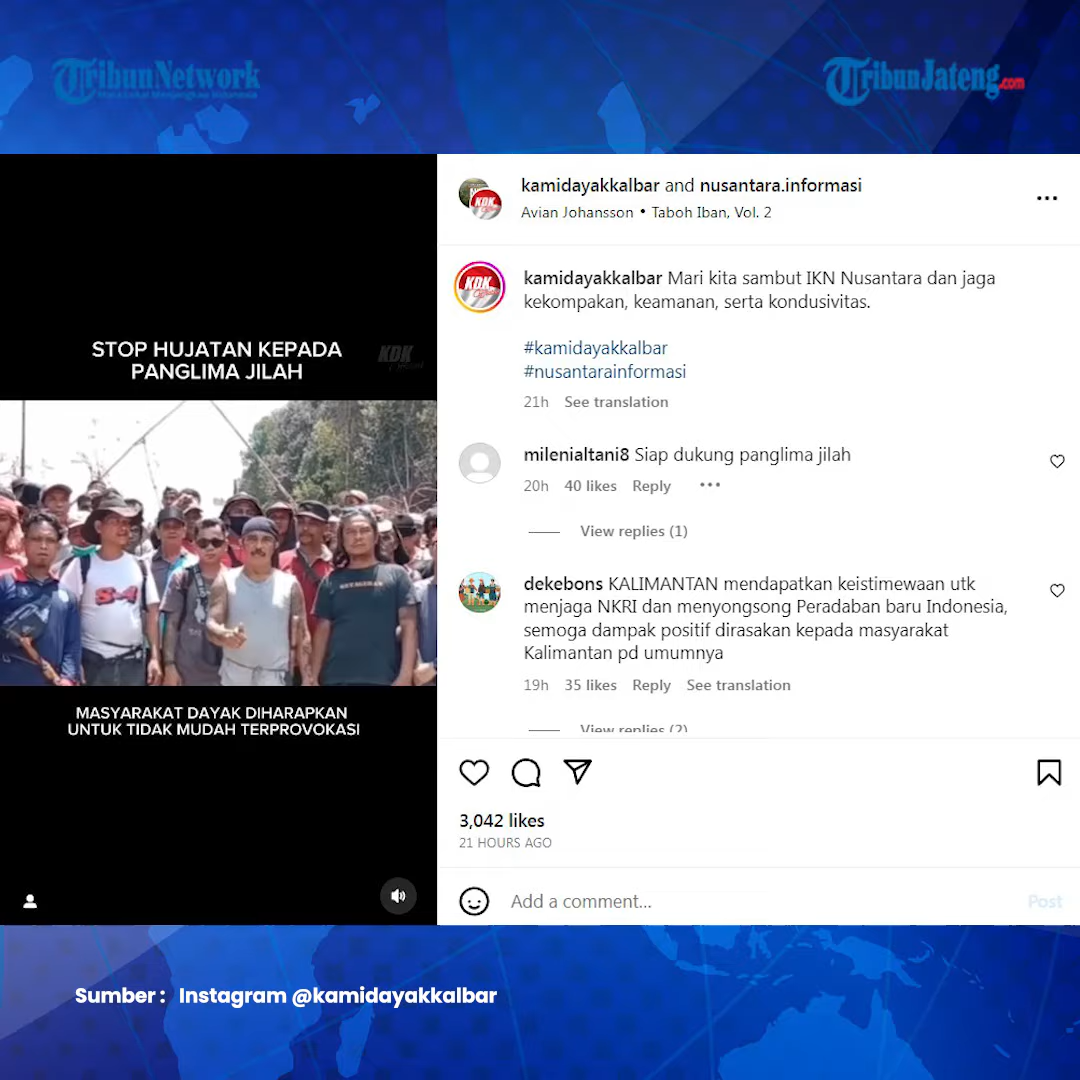 TribunNetwork
TribunJateng.com
STOP HUJATAN KEPADA
PANGLIMA JILAH
KDK
MASYARAKAT DAYAK DIHARAPKAN
UNTUK TIDAK MUDAH TERPROVOKASI
kamidayakkalbar and nusantara.informasi
Avian Johansson • Taboh Iban, Vol. 2
KDK
kamidayakkalbar Mari kita sambut IKN Nusantara dan jaga
kekompakan, keamanan, serta kondusivitas.
#kamidayakkalbar
#nusantarainformasi
21h See translation
milenialtani8 Siap dukung panglima jilah
20h 40 likes Reply •••
View replies (1)
dekebons KALIMANTAN mendapatkan keistimewaan utk
menjaga NKRI dan menyongsong Peradaban baru Indonesia,
semoga dampak positif dirasakan kepada masyarakat
Kalimantan pd umumnya
19h 35 likes Reply See translation
View replies (2)
3,042 likes
21 HOURS AGO
Add a comment...
Post
Sumber : Instagram @kamidayakkalbar